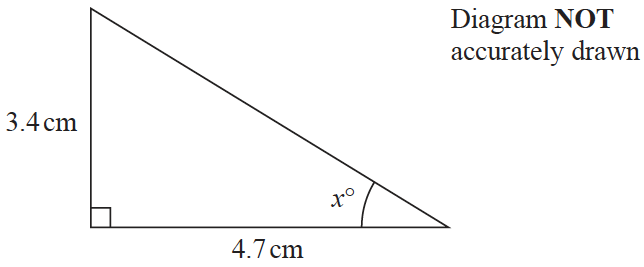 Diagram NOT
accurately drawn
3.4 cm
x°
4.7 cm